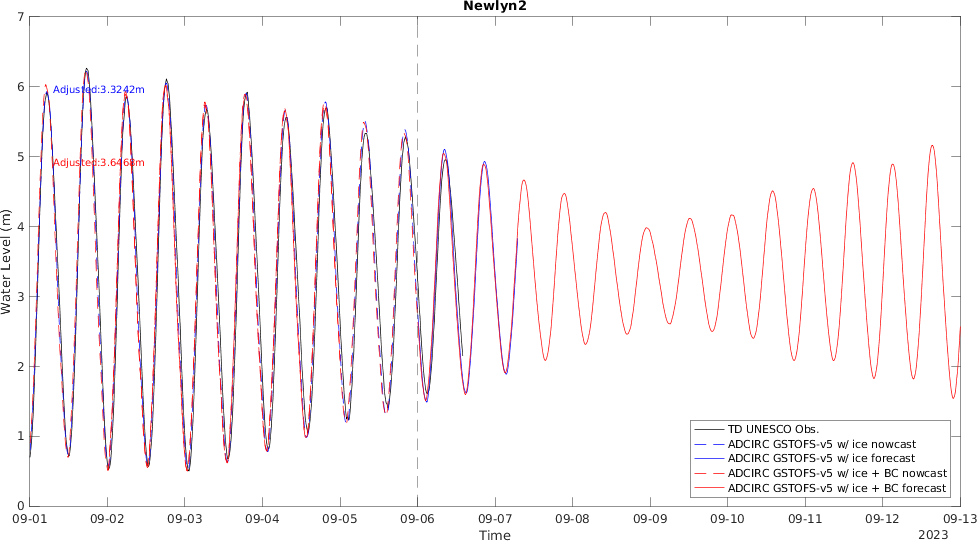 Newlyn2
7
6
5
4
3
2
1
0
Water Level (m)
Adjusted:3.3242m
Adjusted:3.6468m
TD UNESCO Obs.
ADCIRC GSTOFS-v5 w/ ice nowcast
ADCIRC GSTOFS-v5 w/ ice forecast
ADCIRC GSTOFS-v5 w/ ice + BC nowcast
ADCIRC GSTOFS-v5 w/ ice + BC forecast
09-01 09-02 09-03 09-04 09-05 09-06 09-07 09-08 09-09 09-10 09-11 09-12 09-13
Time
2023